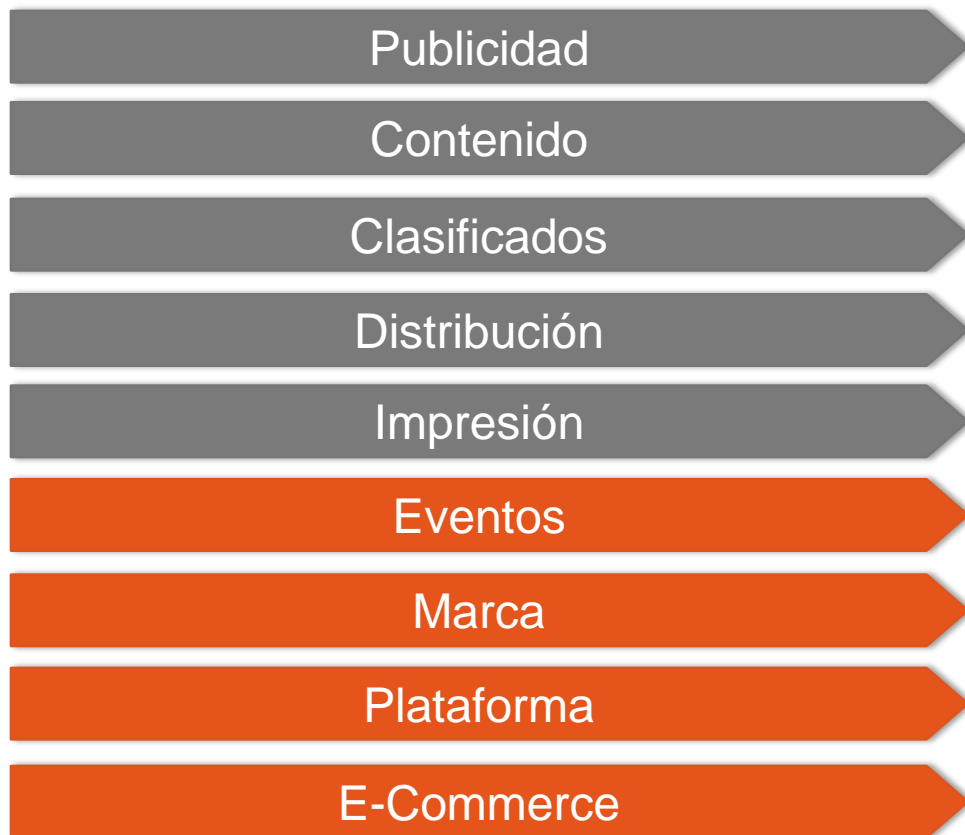 Publicidad
Contenido
Clasificados
Distribución
Impresión
Eventos
Marca
Plataforma
E-Commerce